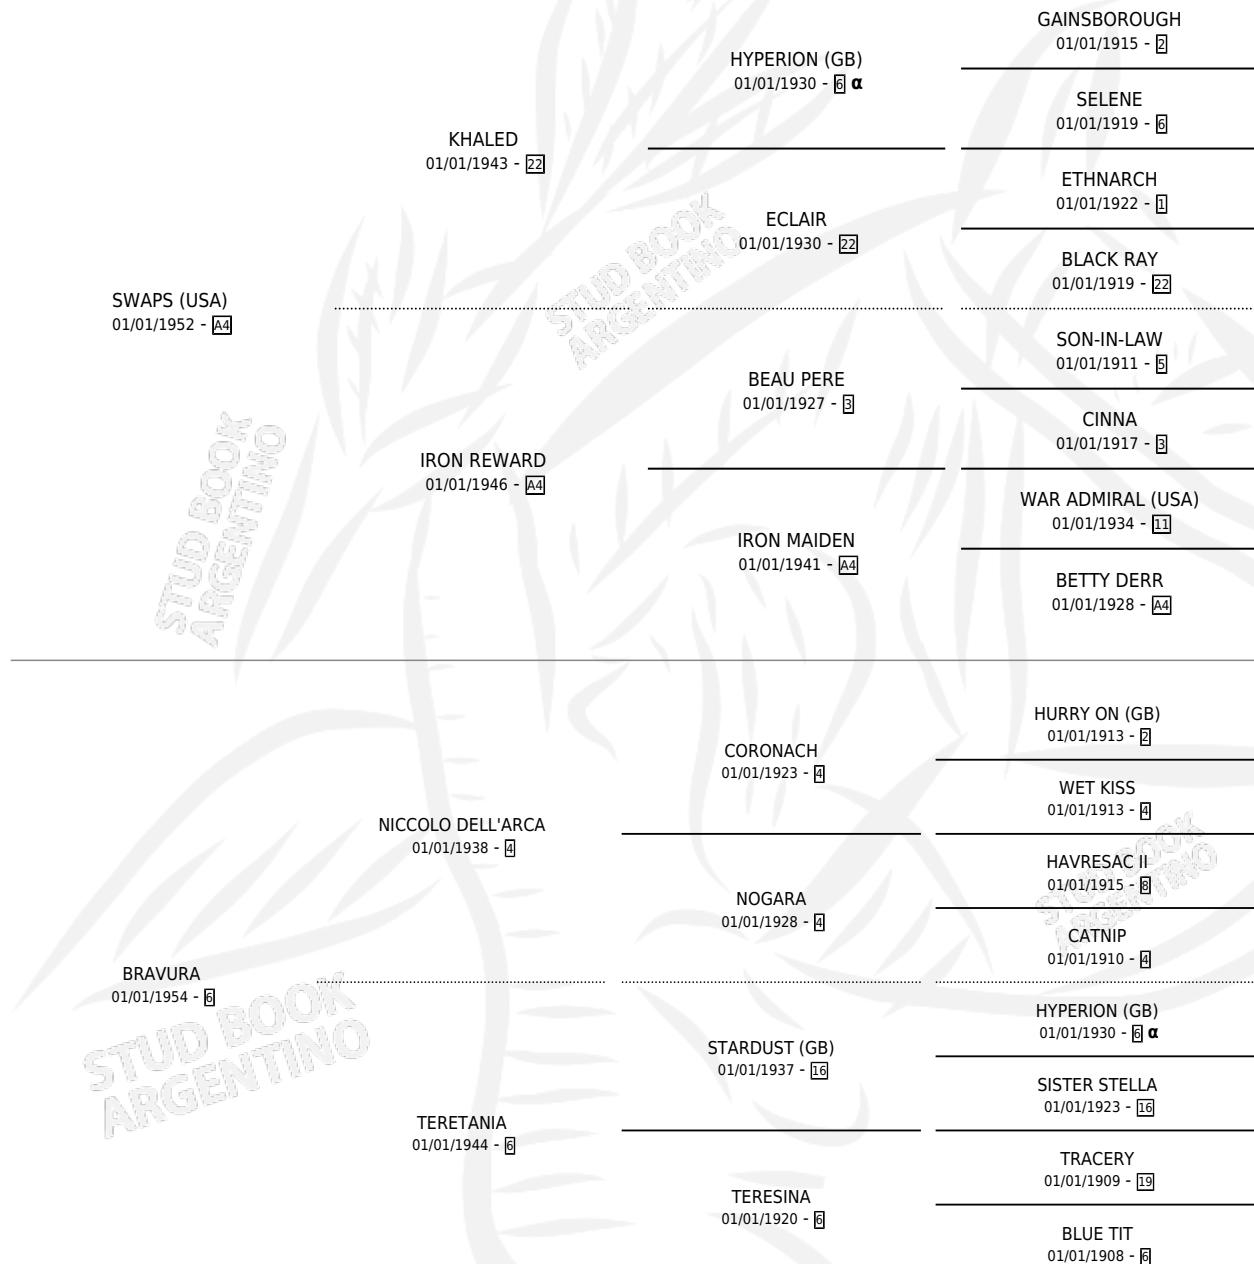 GAINSBOROUGH
01/01/1915 - 2
HYPERION (GB)
01/01/1930 - 6 α
SELENE
01/01/1919 - 6
KHALED
01/01/1943 - 22
ETHNARCH
01/01/1922 - 1
ECLAIR
01/01/1930 - 22
BLACK RAY
01/01/1919 - 22
SWAPS (USA)
01/01/1952 - A4
SON-IN-LAW
01/01/1911 - 5
BEAU PERE
01/01/1927 - 3
CINNA
01/01/1917 - 3
IRON REWARD
01/01/1946 - A4
WAR ADMIRAL (USA)
01/01/1934 - 11
IRON MAIDEN
01/01/1941 - A4
BETTY DERR
01/01/1928 - A4
HURRY ON (GB)
01/01/1913 - 2
CORONACH
01/01/1923 - 4
WET KISS
01/01/1913 - 4
NICCOLO DELL'ARCA
01/01/1938 - 4
HAVRESAC II
01/01/1915 - 8
NOGARA
01/01/1928 - 4
CATNIP
01/01/1910 - 4
BRAVURA
01/01/1954 - 6
HYPERION (GB)
01/01/1930 - 6 α
STARDUST (GB)
01/01/1937 - 16
SISTER STELLA
01/01/1923 - 16
TERETANIA
01/01/1944 - 6
TRACERY
01/01/1909 - 19
TERESINA
01/01/1920 - 6
BLUE TIT
01/01/1908 - 6
STUD BOOK
ARGENTINO
STUD BOOK
ARGENTINO
STUD BOOK
ARGENTINO
STUD BOOK
ARGENTINO